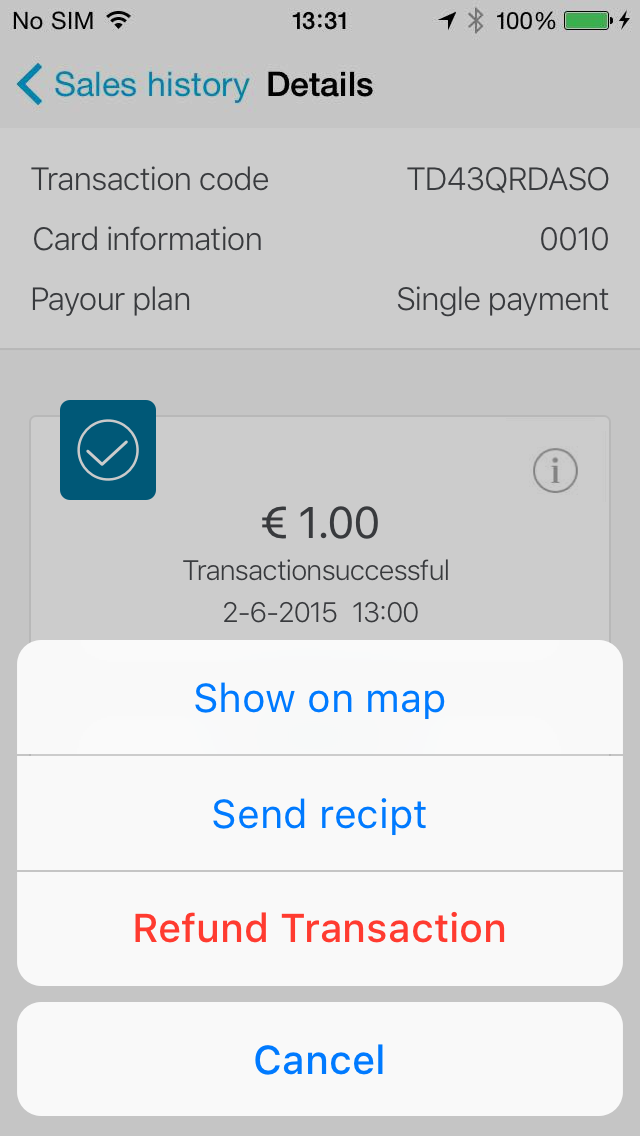 No SIM 13:31 100%
Sales history Details
Transaction code TD43QRDASO
Card information 0010
Payour plan Single payment
i
€ 1.00
Transactionsuccessful
2-6-2015 13:00
Show on map
Send recipt
Refund Transaction
Cancel